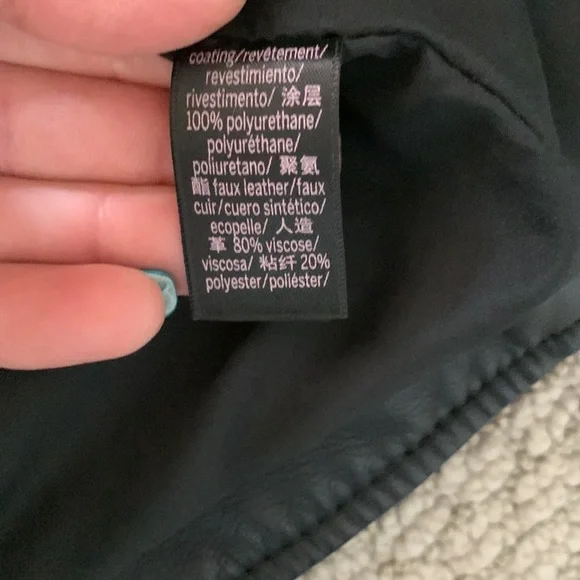 coating/revêtement/
revestimiento/
rivestimento/ 涂层
100% polyurethane/
polyuréthane/
poliuretano/ 聚氨
酯 faux leather/faux
cuir/cuero sintético/
ecopelle/ 人造
革 80% viscose/
viscosa/ 粘纤 20%
polyester/poliéster/